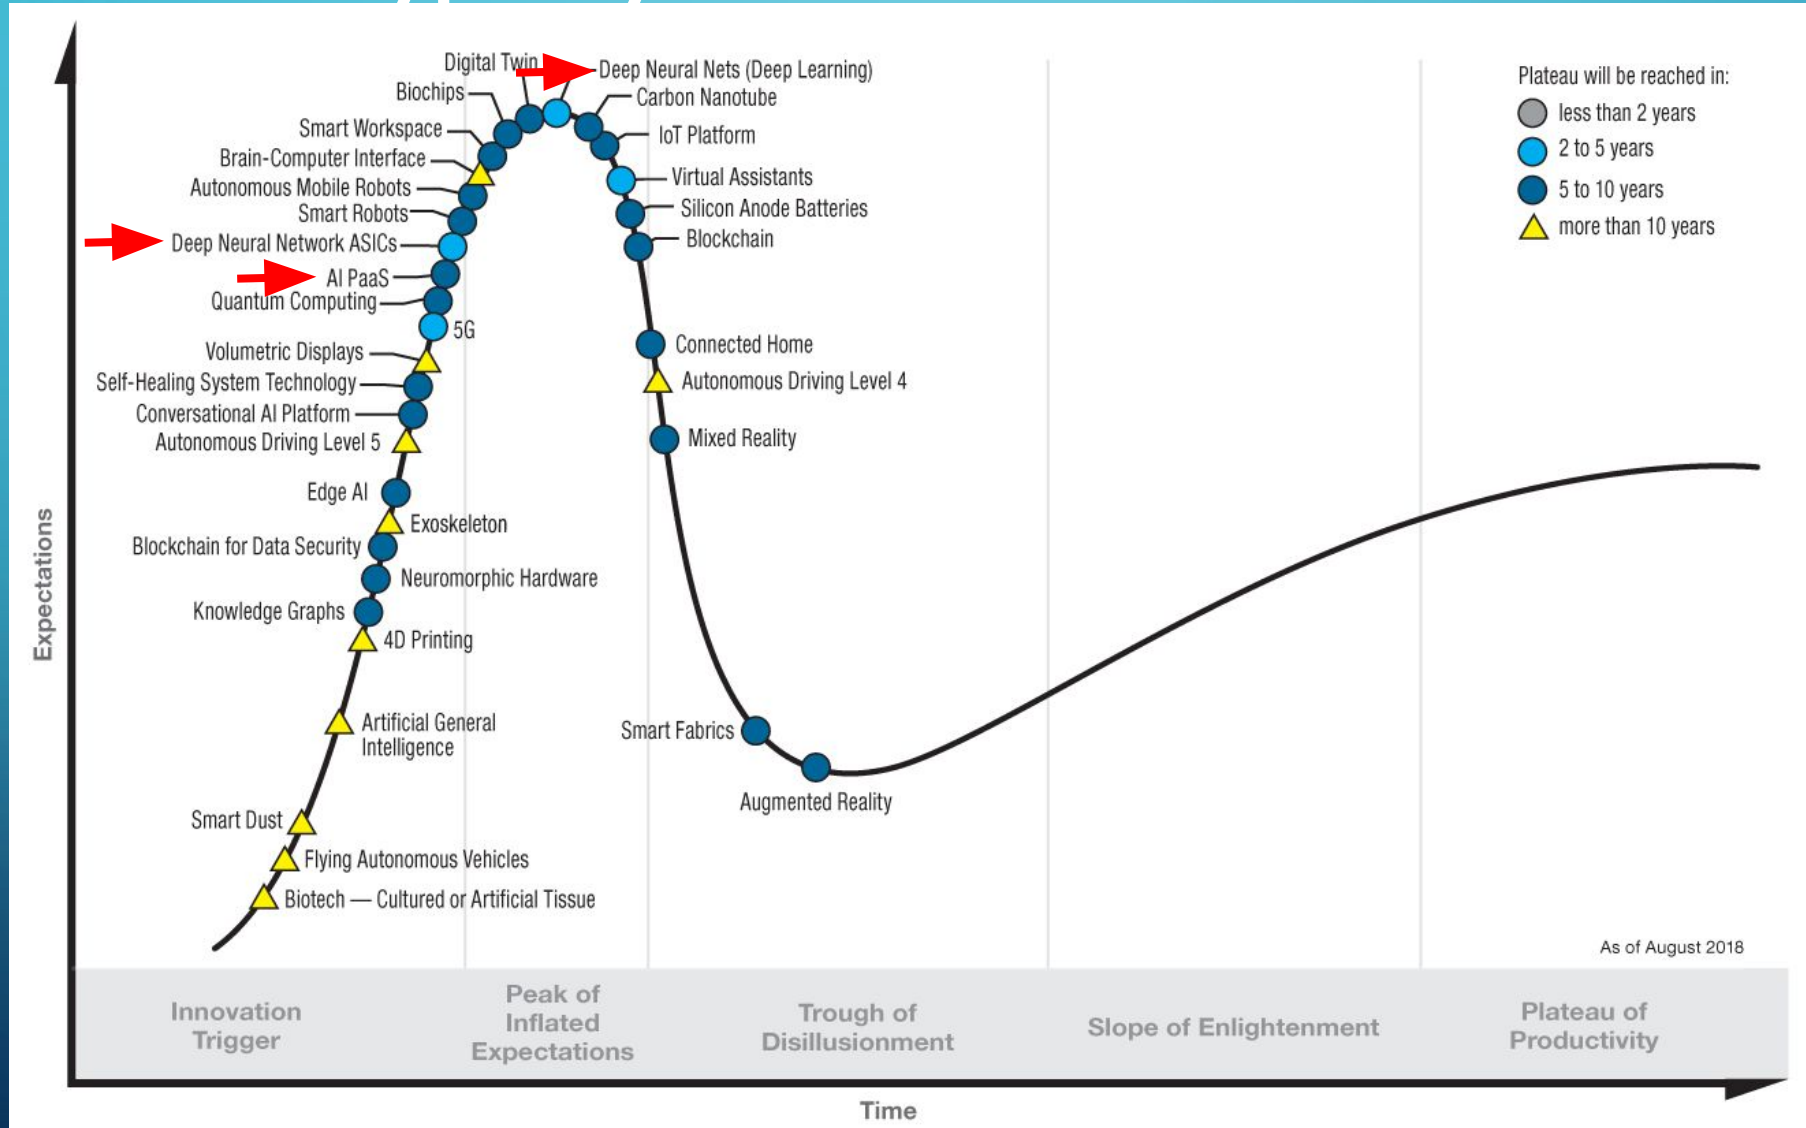 Digital Twin
Deep Neural Nets (Deep Learning)
Biochips
Carbon Nanotube
Smart Workspace
IoT Platform
Brain-Computer Interface
Virtual Assistants
Autonomous Mobile Robots
Silicon Anode Batteries
Smart Robots
Blockchain
Deep Neural Network ASICs
AI PaaS
Quantum Computing
5G
Volumetric Displays
Connected Home
Self-Healing System Technology
Autonomous Driving Level 4
Conversational AI Platform
Mixed Reality
Autonomous Driving Level 5
Edge AI
Exoskeleton
Blockchain for Data Security
Neuromorphic Hardware
Knowledge Graphs
4D Printing
Artificial General
Intelligence
Smart Fabrics
Augmented Reality
Smart Dust
Flying Autonomous Vehicles
Biotech — Cultured or Artificial Tissue
Plateau will be reached in:
less than 2 years
2 to 5 years
5 to 10 years
more than 10 years
As of August 2018
Expectations
Innovation
Trigger
Peak of
Inflated
Expectations
Trough of
Disillusionment
Slope of Enlightenment
Plateau of
Productivity
Time